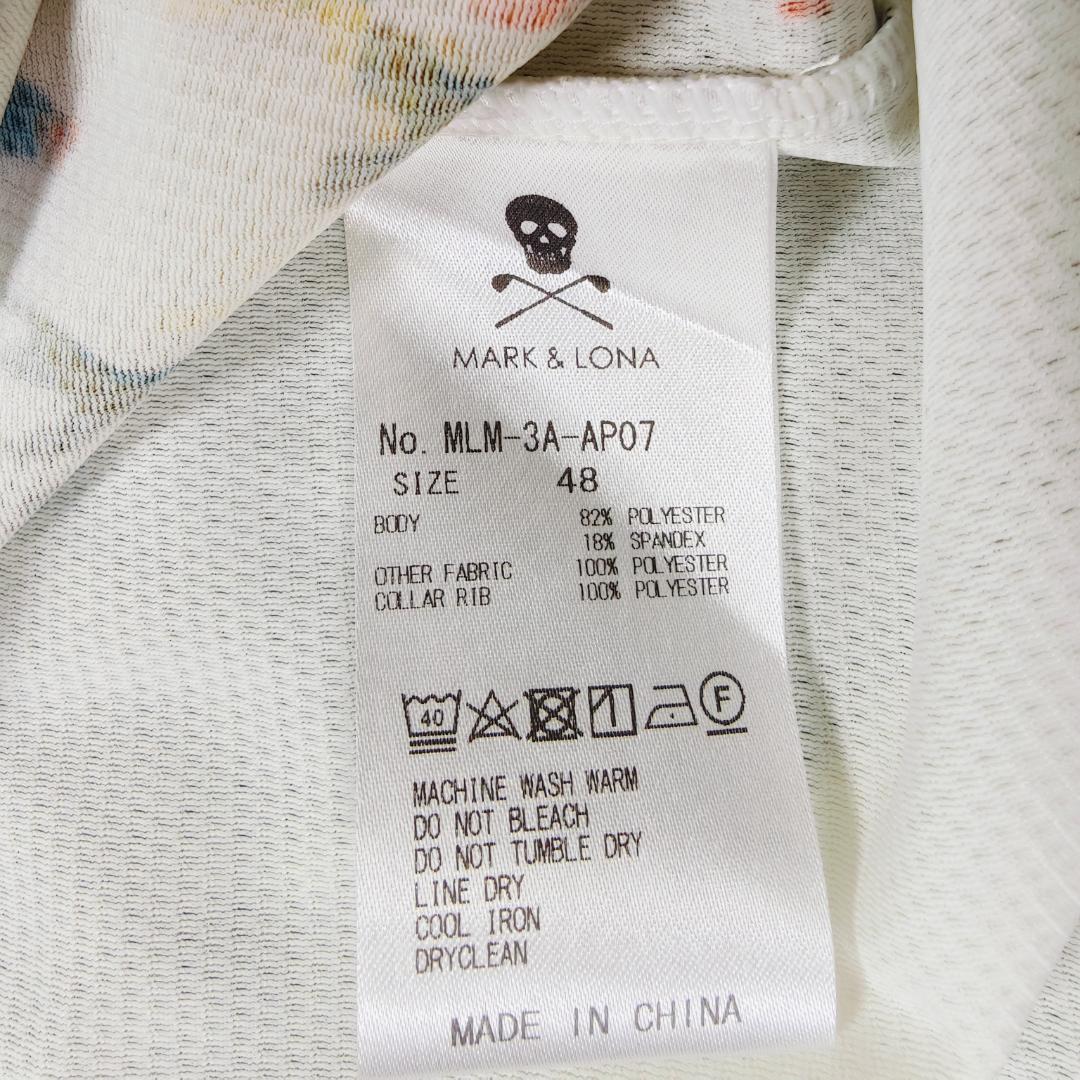 MARK & LONA
No. MLM-3A-AP07
SIZE 48
BODY 82% POLYESTER
18% SPANDEX
OTHER FABRIC 100% POLYESTER
COLLAR RIB 100% POLYESTER
40 F
MACHINE WASH WARM
DO NOT BLEACH
DO NOT TUMBLE DRY
LINE DRY
COOL IRON
DRYCLEAN
MADE IN CHINA